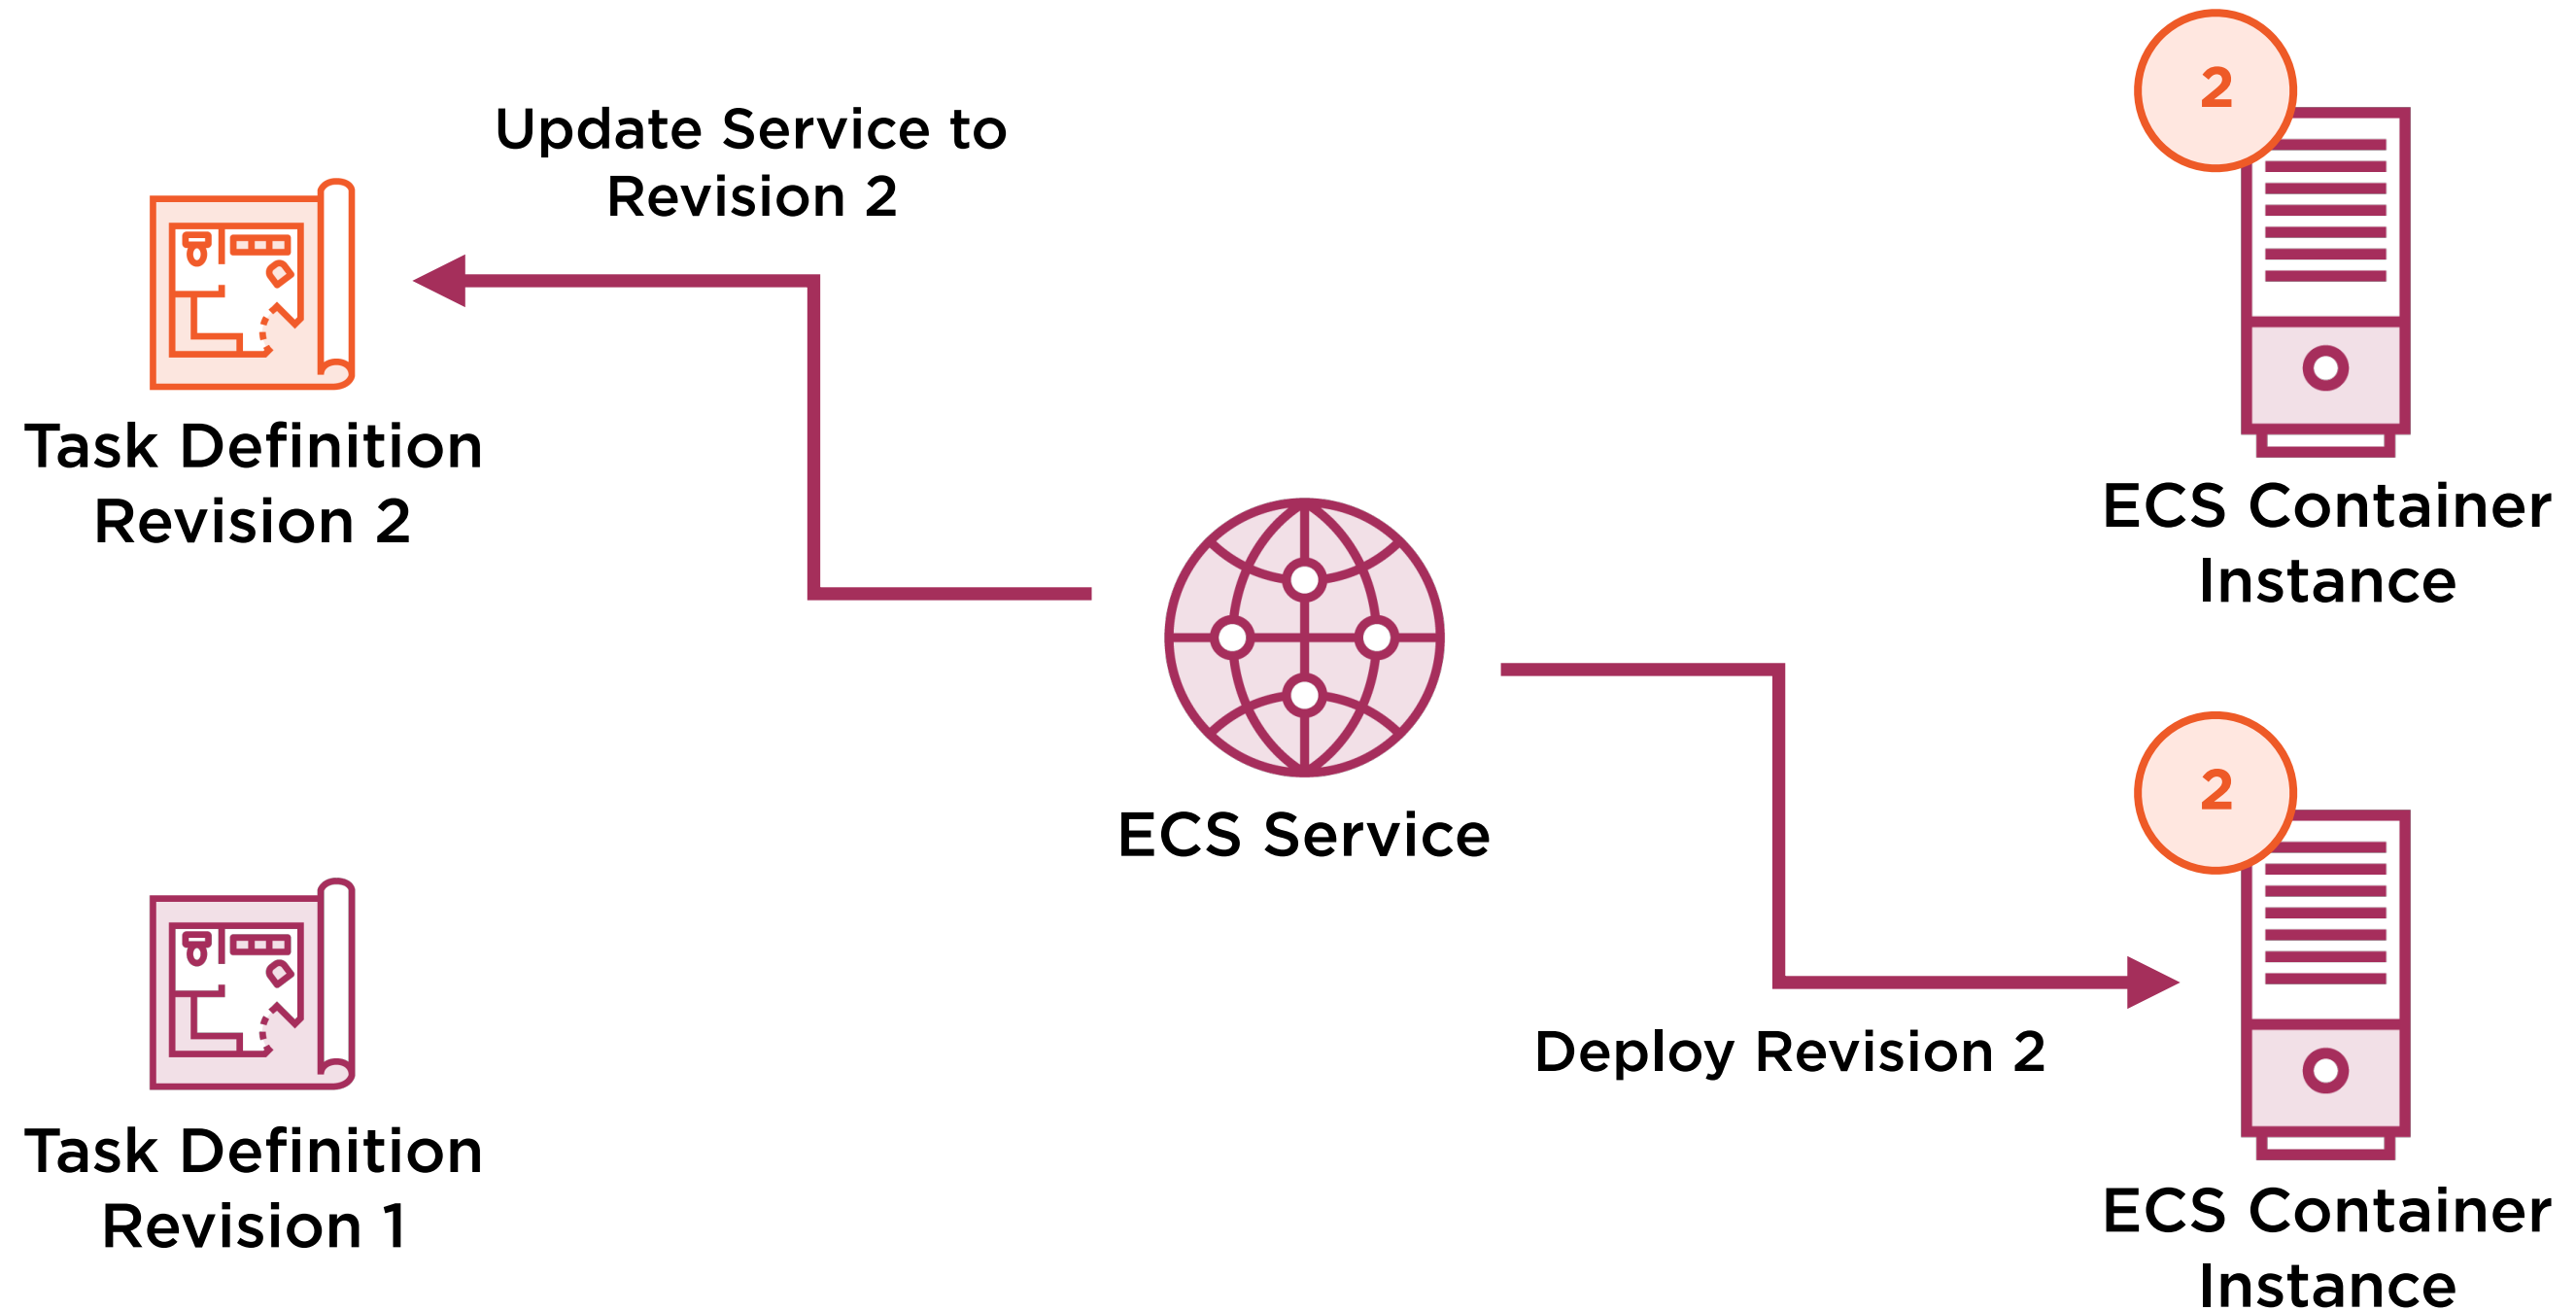 2
Update Service to
Revision 2
Task Definition
Revision 2
ECS Container
Instance
ECS Service
2
Deploy Revision 2
Task Definition
Revision 1
ECS Container
Instance